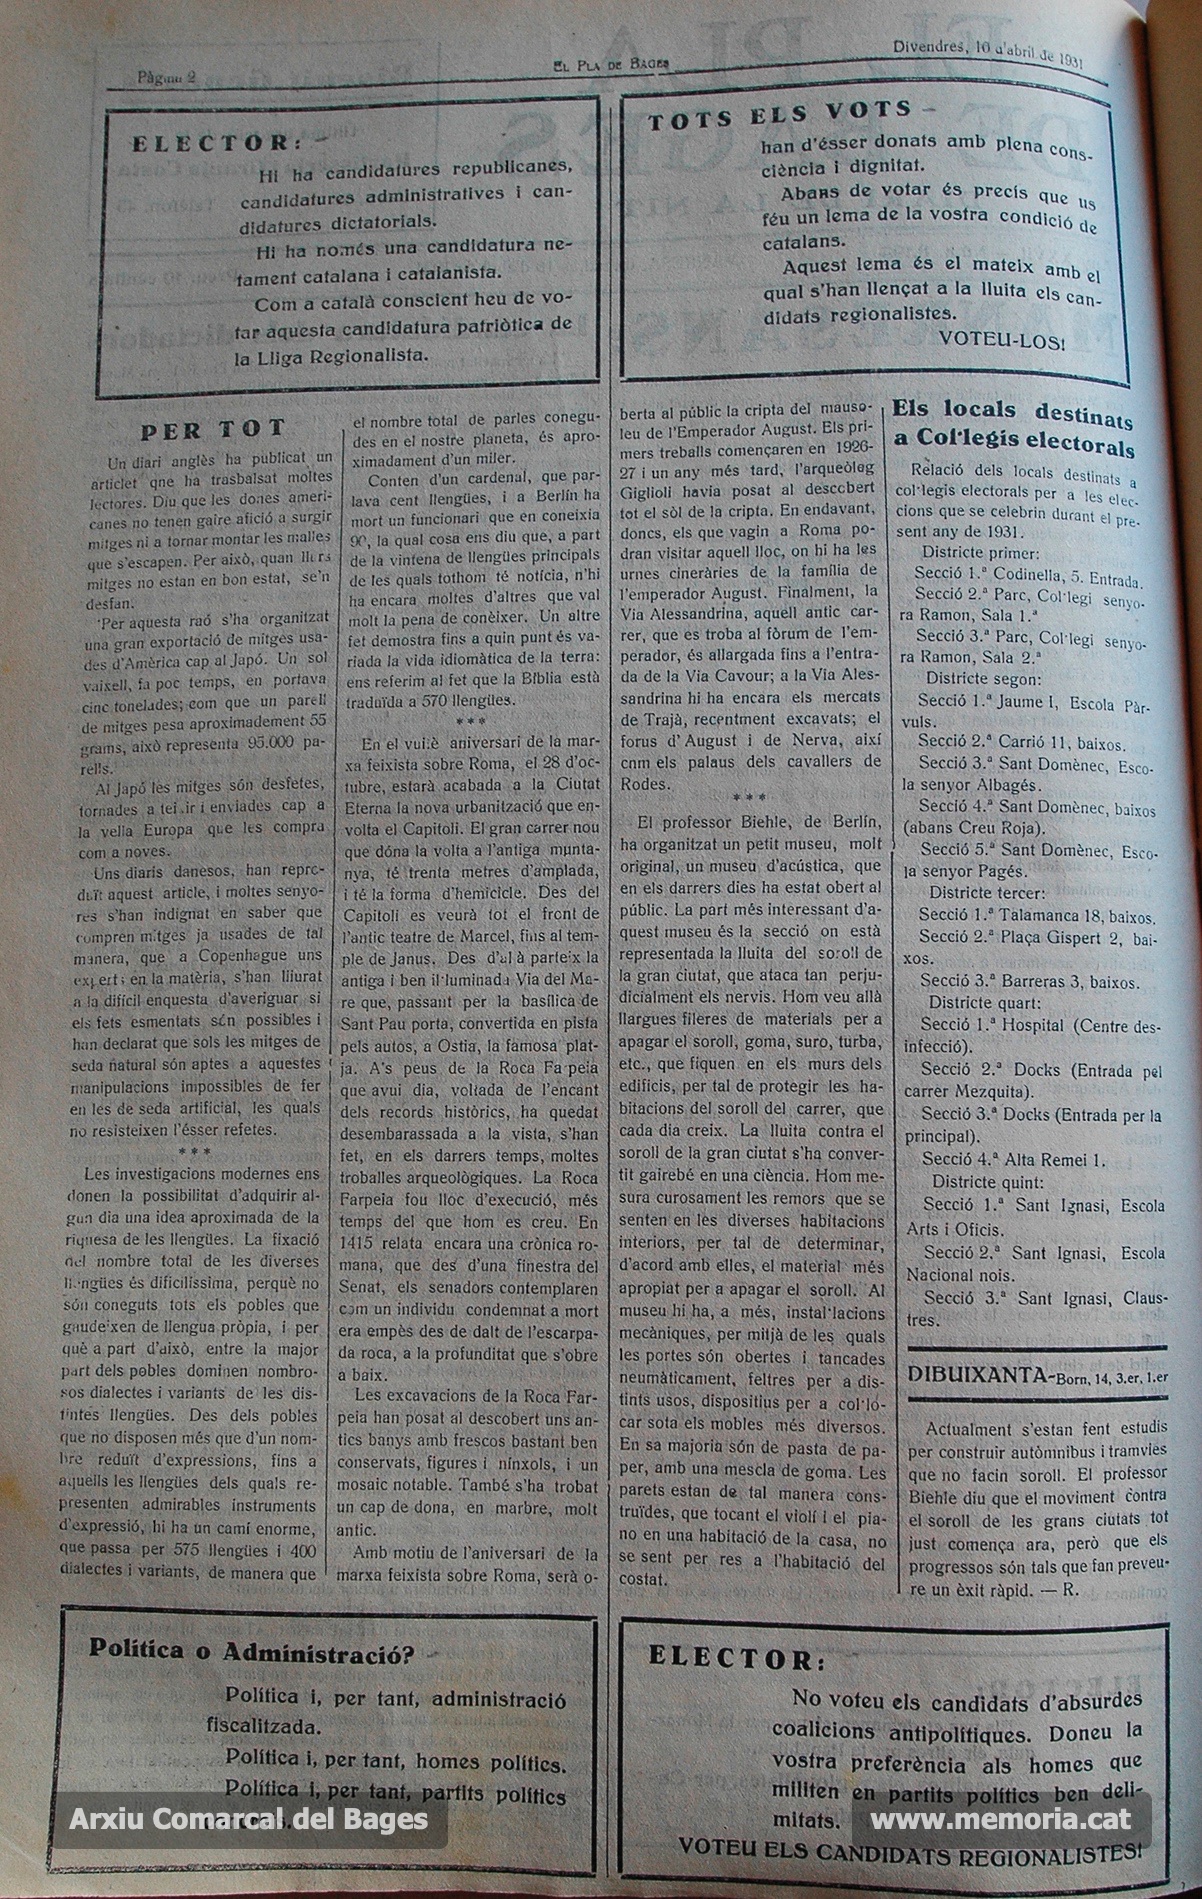 Pàgina 2
EL PLA DE BAGES
Divendres, 10 d'abril de 1931
ELECTOR:
Hi ha candidatures republicanes,
candidatures administratives i can-
didatures dictatorials.
Hi ha només una candidatura ne-
tament catalana i catalanista.
Com a català conscient heu de vo-
tar aquesta candidatura patriòtica de
la Lliga Regionalista.
TOTS ELS VOTS
han d'ésser donats amb plena cons-
ciència i dignitat.
Abans de votar és precís que us
féu un lema de la vostra condició de
catalans.
Aquest lema és el mateix amb el
qual s'han llençat a la lluita els can-
didats regionalistes.
VOTEU-LOS!
PER TOT
Un diari anglès ha publicat un
articlet qne ha trasbalsat moltes
lectores. Diu que les dones ameri-
canes no tenen gaire afició a surgir
mitges ni a tornar montar les malles
que s'escapen. Per això, quan llurs
mitges no estan en bon estat, se'n
desfan.
Per aquesta raó s'ha organitzat
una gran exportació de mitges usa-
des d'Amèrica cap al Japó. Un sol
vaixell, fa poc temps, en portava
cinc tonelades; com que un parell
de mitges pesa aproximadement 55
grams, això representa 95.000 pa-
rells.
Al Japó les mitges són desfetes,
tornades a teixir i enviades cap a
la vella Europa que les compra
com a noves.
Uns diaris danesos, han repro-
duït aquest article, i moltes senyo-
res s'han indignat en saber que
compren mitges ja usades de tal
manera, que a Copenhague uns
experts en la matèria, s'han lliurat
a la difícil enquesta d'averiguar si
els fets esmentats són possibles i
han declarat que sols les mitges de
seda natural són aptes a aquestes
manipulacions impossibles de fer
en les de seda artificial, les quals
no resisteixen l'ésser refetes.
* * *
Les investigacions modernes ens
donen la possibilitat d'adquirir al-
gun dia una idea aproximada de la
riquesa de les llengües. La fixació
del nombre total de les diverses
llengües és dificilíssima, perquè no
són coneguts tots els pobles que
gaudeixen de llengua pròpia, i per
què a part d'això, entre la major
part dels pobles dominen nombro-
sos dialectes i variants de les dis-
tintes llengües. Des dels pobles
que no disposen més que d'un nom-
bre reduït d'expressions, fins a
aquells les llengües dels quals re-
presenten admirables instruments
d'expressió, hi ha un camí enorme,
que passa per 575 llengües i 400
dialectes i variants, de manera que
el nombre total de parles conegu-
des en el nostre planeta, és apro-
ximadament d'un miler.
Conten d'un cardenal, que par-
lava cent llengües, i a Berlín ha
mort un funcionari que en coneixia
90, la qual cosa ens diu que, a part
de la vintena de llengües principals
de les quals tothom té notícia, n'hi
ha encara moltes d'altres que val
molt la pena de conèixer. Un altre
fet demostra fins a quin punt és va-
riada la vida idiomàtica de la terra:
ens referim al fet que la Bíblia està
traduïda a 570 llengües.
* * *
En el vuitè aniversari de la mar-
xa feixista sobre Roma, el 28 d'oc-
tubre, estarà acabada a la Ciutat
Eterna la nova urbanització que en-
volta el Capitoli. El gran carrer nou
que dóna la volta a l'antiga munta-
nya, té trenta metres d'amplada,
i té la forma d'hemicicle. Des del
Capitoli es veurà tot el front de
l'antic teatre de Marcel, fins al tem-
ple de Janus. Des d'allà parteix la
antiga i ben il·luminada Via del Ma-
re que, passant per la basílica de
Sant Pau porta, convertida en pista
pels autos, a Ostia, la famosa plat-
ja. A's peus de la Roca Farpeia
que avui dia, voltada de l'encant
dels records històrics, ha quedat
desembarassada a la vista, s'han
fet, en els darrers temps, moltes
troballes arqueològiques. La Roca
Farpeia fou lloc d'execució, més
temps del que hom es creu. En
1415 relata encara una crònica ro-
mana, que des d'una finestra del
Senat, els senadors contemplaren
com un individu condemnat a mort
era empès des de dalt de l'escarpa-
da roca, a la profunditat que s'obre
a baix.
Les excavacions de la Roca Far-
peia han posat al descobert uns an-
tics banys amb frescos bastant ben
conservats, figures i nínxols, i un
mosaic notable. També s'ha trobat
un cap de dona, en marbre, molt
antic.
Amb motiu de l'aniversari de la
marxa feixista sobre Roma, serà o-
berta al públic la cripta del mauso-
leu de l'Emperador August. Els pri-
mers treballs començaren en 1926-
27 i un any més tard, l'arqueòleg
Giglioli havia posat al descobert
tot el sòl de la cripta. En endavant,
doncs, els que vagin a Roma po-
dran visitar aquell lloc, on hi ha les
urnes cineràries de la família de
l'emperador August. Finalment, la
Via Alessandrina, aquell antic car-
rer, que es troba al fòrum de l'em-
perador, és allargada fins a l'entra-
da de la Via Cavour; a la Via Ales-
sandrina hi ha encara els mercats
de Trajà, recentment excavats; el
forus d'August i de Nerva, així
com els palaus dels cavallers de
Rodes.
* * *
El professor Biehle, de Berlín,
ha organitzat un petit museu, molt
original, un museu d'acústica, que
en els darrers dies ha estat obert al
públic. La part més interessant d'a-
quest museu és la secció on està
representada la lluita del soroll de
la gran ciutat, que ataca tan perju-
dicialment els nervis. Hom veu allà
llargues fileres de materials per a
apagar el soroll, goma, suro, turba,
etc., que fiquen en els murs dels
edificis, per tal de protegir les ha-
bitacions del soroll del carrer, que
cada dia creix. La lluita contra el
soroll de la gran ciutat s'ha conver-
tit gairebé en una ciència. Hom me-
sura curosament les remors que se
senten en les diverses habitacions
interiors, per tal de determinar,
d'acord amb elles, el material més
apropiat per a apagar el soroll. Al
museu hi ha, a més, instal·lacions
mecàniques, per mitjà de les quals
les portes són obertes i tancades
neumàticament, feltres per a dis-
tints usos, dispositius per a col·lo-
car sota els mobles més diversos.
En sa majoria són de pasta de pa-
per, amb una mescla de goma. Les
parets estan de tal manera cons-
truïdes, que tocant el violí i el pia-
no en una habitació de la casa, no
se sent per res a l'habitació del
costat.
Els locals destinats
a Col·legis electorals
Relació dels locals destinats a
col·legis electorals per a les elec-
cions que se celebrin durant el pre-
sent any de 1931.
Districte primer:
Secció 1.ª Codinella, 5. Entrada.
Secció 2.ª Parc, Col·legi senyo-
ra Ramon, Sala 1.ª
Secció 3.ª Parc, Col·legi senyo-
ra Ramon, Sala 2.ª
Districte segon:
Secció 1.ª Jaume I, Escola Pàr-
vuls.
Secció 2.ª Carrió 11, baixos.
Secció 3.ª Sant Domènec, Esco-
la senyor Albagés.
Secció 4.ª Sant Domènec, baixos
(abans Creu Roja).
Secció 5.ª Sant Domènec, Esco-
la senyor Pagés.
Districte tercer:
Secció 1.ª Talamanca 18, baixos.
Secció 2.ª Plaça Gispert 2, bai-
xos.
Secció 3.ª Barreras 3, baixos.
Districte quart:
Secció 1.ª Hospital (Centre des-
infecció).
Secció 2.ª Docks (Entrada pel
carrer Mezquita).
Secció 3.ª Docks (Entrada per la
principal).
Secció 4.ª Alta Remei 1.
Districte quint:
Secció 1.ª Sant Ignasi, Escola
Arts i Oficis.
Secció 2.ª Sant Ignasi, Escola
Nacional nois.
Secció 3.ª Sant Ignasi, Claus-
tres.
DIBUIXANTA-Born, 14, 3.er, 1.er
Actualment s'estan fent estudis
per construir autòmnibus i tramvies
que no facin soroll. El professor
Biehle diu que el moviment contra
el soroll de les grans ciutats tot
just comença ara, però que els
progressos són tals que fan preveu-
re un èxit ràpid. — R.
Política o Administració?
Política i, per tant, administració
fiscalitzada.
Política i, per tant, homes polítics.
Política i, per tant, partits polítics
ELECTOR:
No voteu els candidats d'absurdes
coalicions antipolítiques. Doneu la
vostra preferència als homes que
militen en partits polítics ben deli-
mitats.
VOTEU ELS CANDIDATS REGIONALISTES!
Arxiu Comarcal del Bages
www.memoria.cat